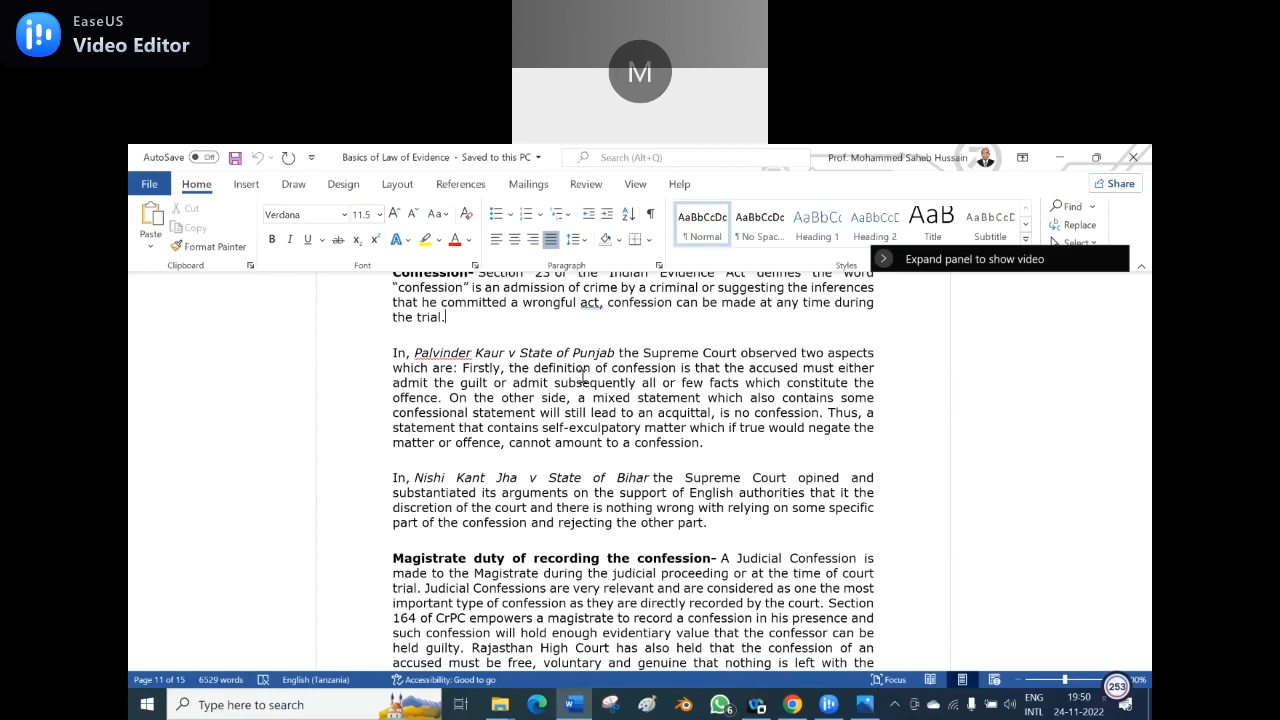 EaseUS
Video Editor
M
AutoSave Off Basics of Law of Evidence - Saved to this PC Search (Alt+Q) Prof. Mohammed Saheb Hussain
File Home Insert Draw Design Layout References Mailings Review View Help Share
Paste Cut Copy Format Painter
Verdana 11.5
AaBbCcDc AaBbCcDc AaBbCc AaBbCcD AaB AaBbCcD
¶ Normal ¶ No Spac... Heading 1 Heading 2 Title Subtitle
Find Replace Select
Clipboard Font Paragraph Styles
Expand panel to show video
Confession- Section 25 of the Indian Evidence Act defines the word
“confession” is an admission of crime by a criminal or suggesting the inferences
that he committed a wrongful act, confession can be made at any time during
the trial.
In, Palvinder Kaur v State of Punjab the Supreme Court observed two aspects
which are: Firstly, the definition of confession is that the accused must either
admit the guilt or admit subsequently all or few facts which constitute the
offence. On the other side, a mixed statement which also contains some
confessional statement will still lead to an acquittal, is no confession. Thus, a
statement that contains self-exculpatory matter which if true would negate the
matter or offence, cannot amount to a confession.
In, Nishi Kant Jha v State of Bihar the Supreme Court opined and
substantiated its arguments on the support of English authorities that it the
discretion of the court and there is nothing wrong with relying on some specific
part of the confession and rejecting the other part.
Magistrate duty of recording the confession- A Judicial Confession is
made to the Magistrate during the judicial proceeding or at the time of court
trial. Judicial Confessions are very relevant and are considered as one the most
important type of confession as they are directly recorded by the court. Section
164 of CrPC empowers a magistrate to record a confession in his presence and
such confession will hold enough evidentiary value that the confessor can be
held guilty. Rajasthan High Court has also held that the confession of an
accused must be free, voluntary and genuine that nothing is left with the
Page 11 of 15 6529 words English (Tanzania) Accessibility: Good to go Focus 253
Type here to search 6 ENG INTL 19:50 24-11-2022